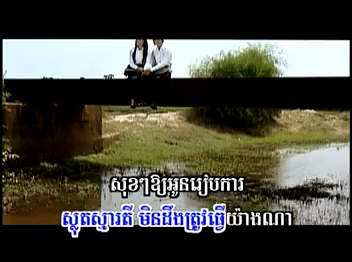 សុខៗឱ្យអូនរៀបការ
ស្លុតស្មារតី មិនដឹងត្រូវធ្វើយ៉ាងណា